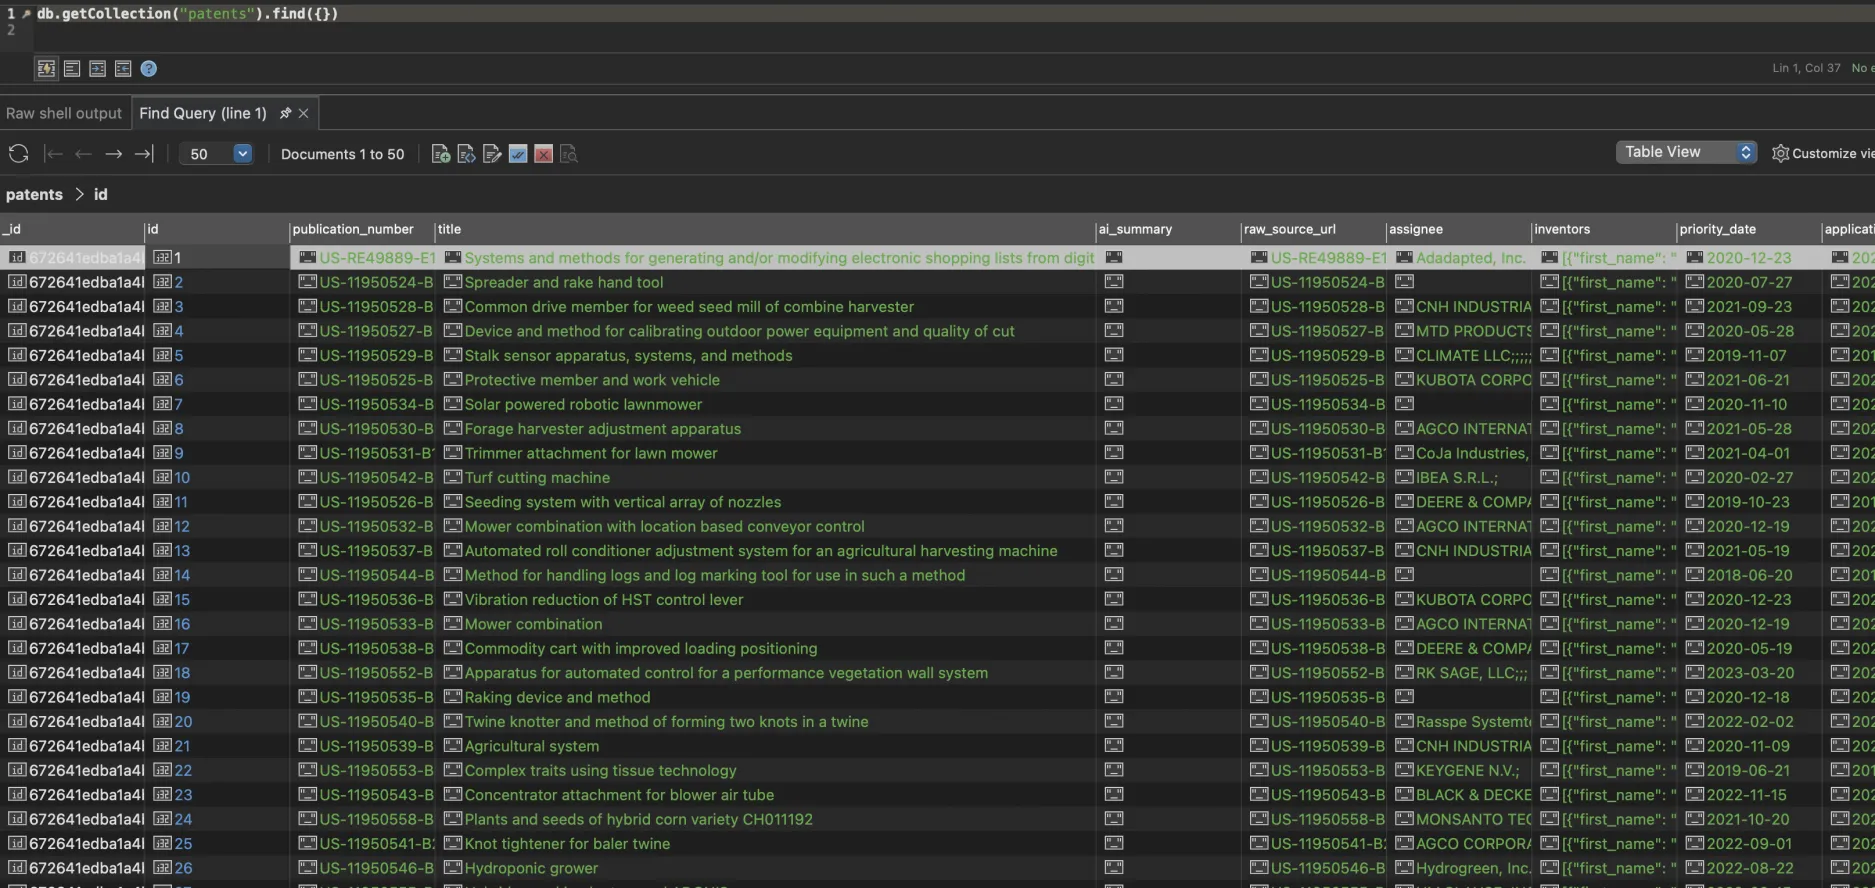 1 db.getCollection("patents").find({})
2
Lin 1, Col 37 No e
Raw shell output Find Query (line 1)
50 Documents 1 to 50 Table View Customize vie
patents > id
_id id publication_number title ai_summary raw_source_url assignee inventors priority_date applicati
672641edba1a4l 1 US-RE49889-E1 Systems and methods for generating and/or modifying electronic shopping lists from digit US-RE49889-E1 Adadapted, Inc. [{"first_name": " 2020-12-23 202
672641edba1a4l 2 US-11950524-B Spreader and rake hand tool US-11950524-B [{"first_name": " 2020-07-27 202
672641edba1a4l 3 US-11950528-B Common drive member for weed seed mill of combine harvester US-11950528-B CNH INDUSTRIA [{"first_name": " 2021-09-23 202
672641edba1a4l 4 US-11950527-B Device and method for calibrating outdoor power equipment and quality of cut US-11950527-B MTD PRODUCTS [{"first_name": " 2020-05-28 202
672641edba1a4l 5 US-11950529-B Stalk sensor apparatus, systems, and methods US-11950529-B CLIMATE LLC;;;; [{"first_name": " 2019-11-07 201
672641edba1a4l 6 US-11950525-B Protective member and work vehicle US-11950525-B KUBOTA CORPO [{"first_name": " 2021-06-21 202
672641edba1a4l 7 US-11950534-B Solar powered robotic lawnmower US-11950534-B [{"first_name": " 2020-11-10 202
672641edba1a4l 8 US-11950530-B Forage harvester adjustment apparatus US-11950530-B AGCO INTERNAT [{"first_name": " 2021-05-28 202
672641edba1a4l 9 US-11950531-B1 Trimmer attachment for lawn mower US-11950531-B1 CoJa Industries, [{"first_name": " 2021-04-01 202
672641edba1a4l 10 US-11950542-B Turf cutting machine US-11950542-B IBEA S.R.L.; [{"first_name": " 2020-02-27 202
672641edba1a4l 11 US-11950526-B Seeding system with vertical array of nozzles US-11950526-B DEERE & COMPA [{"first_name": " 2019-10-23 202
672641edba1a4l 12 US-11950532-B Mower combination with location based conveyor control US-11950532-B AGCO INTERNAT [{"first_name": " 2020-12-19 202
672641edba1a4l 13 US-11950537-B Automated roll conditioner adjustment system for an agricultural harvesting machine US-11950537-B CNH INDUSTRIA [{"first_name": " 2021-05-19 202
672641edba1a4l 14 US-11950544-B Method for handling logs and log marking tool for use in such a method US-11950544-B [{"first_name": " 2018-06-20 201
672641edba1a4l 15 US-11950536-B Vibration reduction of HST control lever US-11950536-B KUBOTA CORPO [{"first_name": " 2020-12-23 202
672641edba1a4l 16 US-11950533-B Mower combination US-11950533-B AGCO INTERNAT [{"first_name": " 2020-12-19 202
672641edba1a4l 17 US-11950538-B Commodity cart with improved loading positioning US-11950538-B DEERE & COMPA [{"first_name": " 2020-05-19 202
672641edba1a4l 18 US-11950552-B Apparatus for automated control for a performance vegetation wall system US-11950552-B RK SAGE, LLC;;; [{"first_name": " 2023-03-20 202
672641edba1a4l 19 US-11950535-B Raking device and method US-11950535-B [{"first_name": " 2020-12-18 202
672641edba1a4l 20 US-11950540-B Twine knotter and method of forming two knots in a twine US-11950540-B Rasspe Systemte [{"first_name": " 2022-02-02 202
672641edba1a4l 21 US-11950539-B Agricultural system US-11950539-B CNH INDUSTRIA [{"first_name": " 2020-11-09 202
672641edba1a4l 22 US-11950553-B Complex traits using tissue technology US-11950553-B KEYGENE N.V.; [{"first_name": " 2019-06-21 201
672641edba1a4l 23 US-11950543-B Concentrator attachment for blower air tube US-11950543-B BLACK & DECKE [{"first_name": " 2022-11-15 202
672641edba1a4l 24 US-11950558-B Plants and seeds of hybrid corn variety CH011192 US-11950558-B MONSANTO TEC [{"first_name": " 2021-10-20 202
672641edba1a4l 25 US-11950541-B2 Knot tightener for baler twine US-11950541-B2 AGCO CORPORA [{"first_name": " 2022-09-01 202
672641edba1a4l 26 US-11950546-B Hydroponic grower US-11950546-B Hydrogreen, Inc. [{"first_name": " 2022-08-22 202